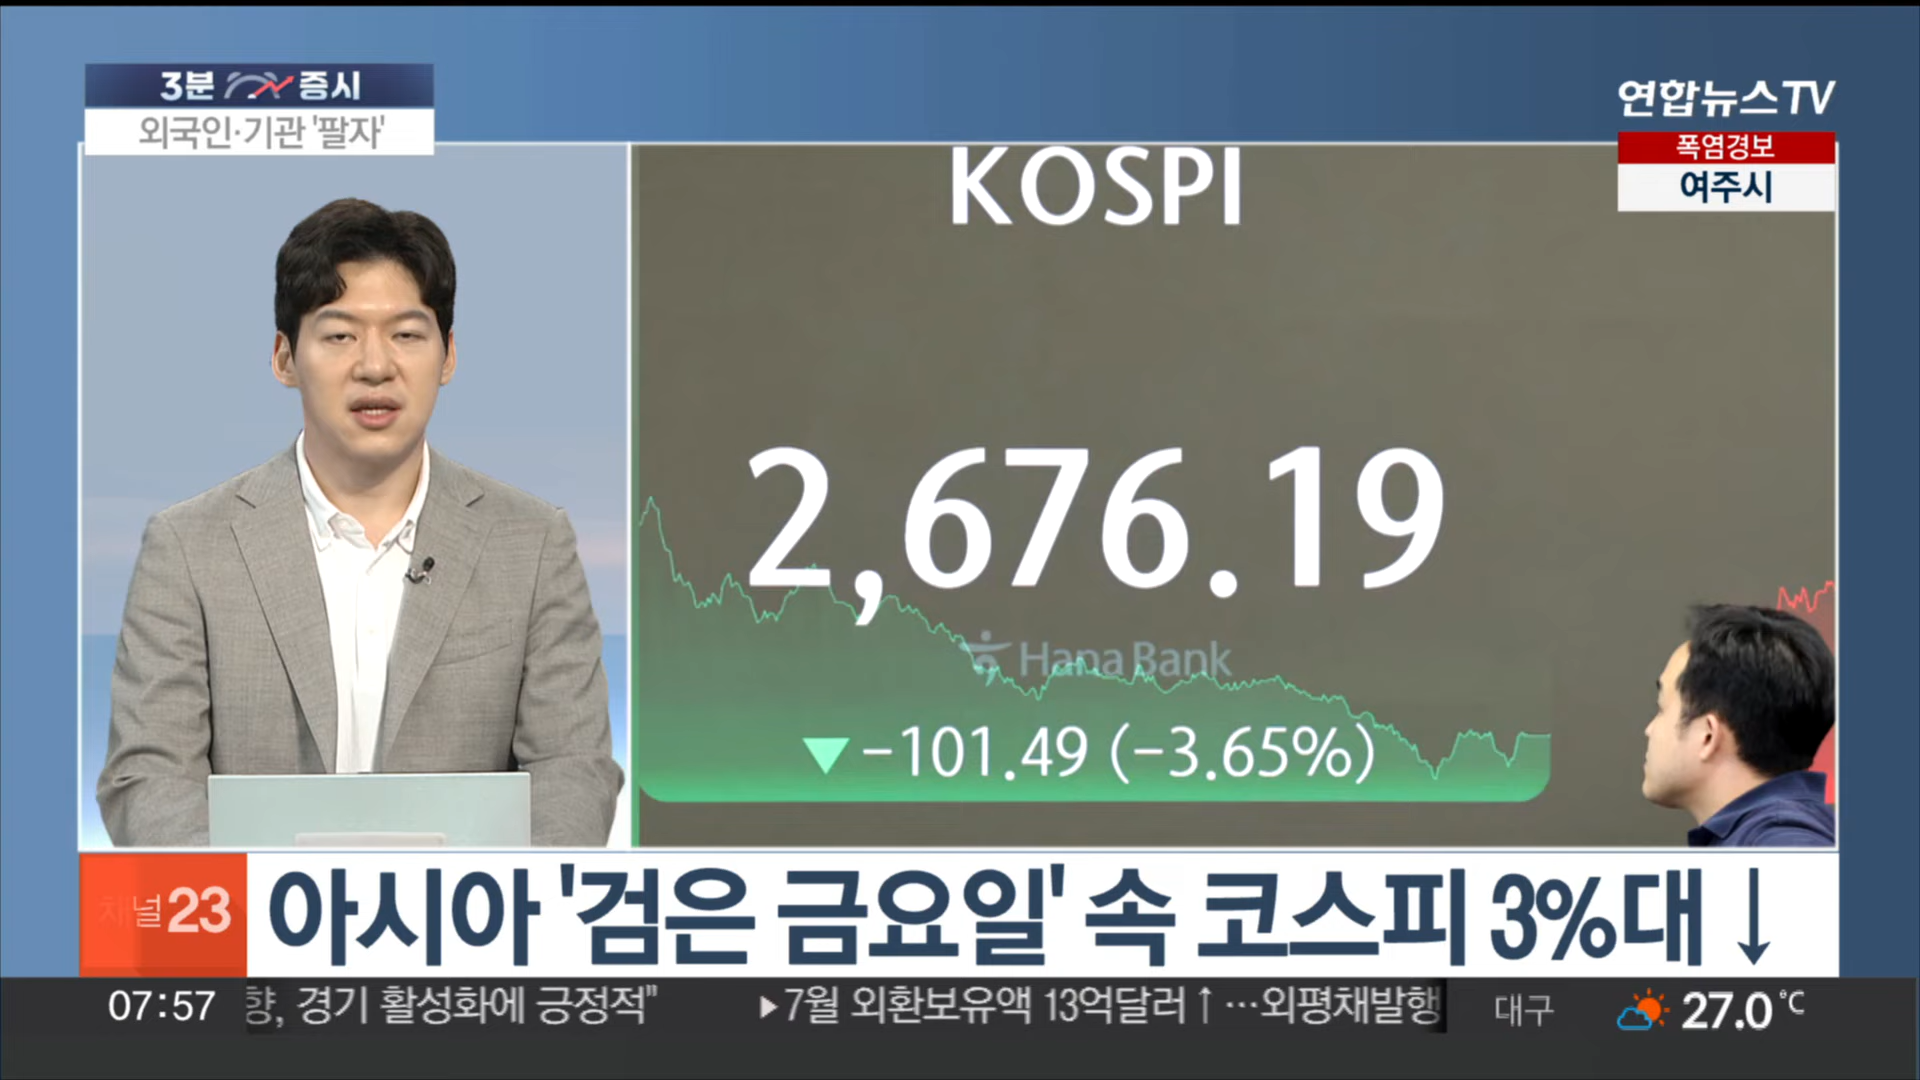 3분 증시
외국인·기관 '팔자'
연합뉴스TV
폭염경보
여주시
KOSPI
2,676.19
Hana Bank
▼-101.49 (-3.65%)
채널 23
아시아 '검은 금요일' 속 코스피 3%대 ↓
07:57 향, 경기 활성화에 긍정적” ▶7월 외환보유액 13억달러↑…외평채발행 대구 27.0℃